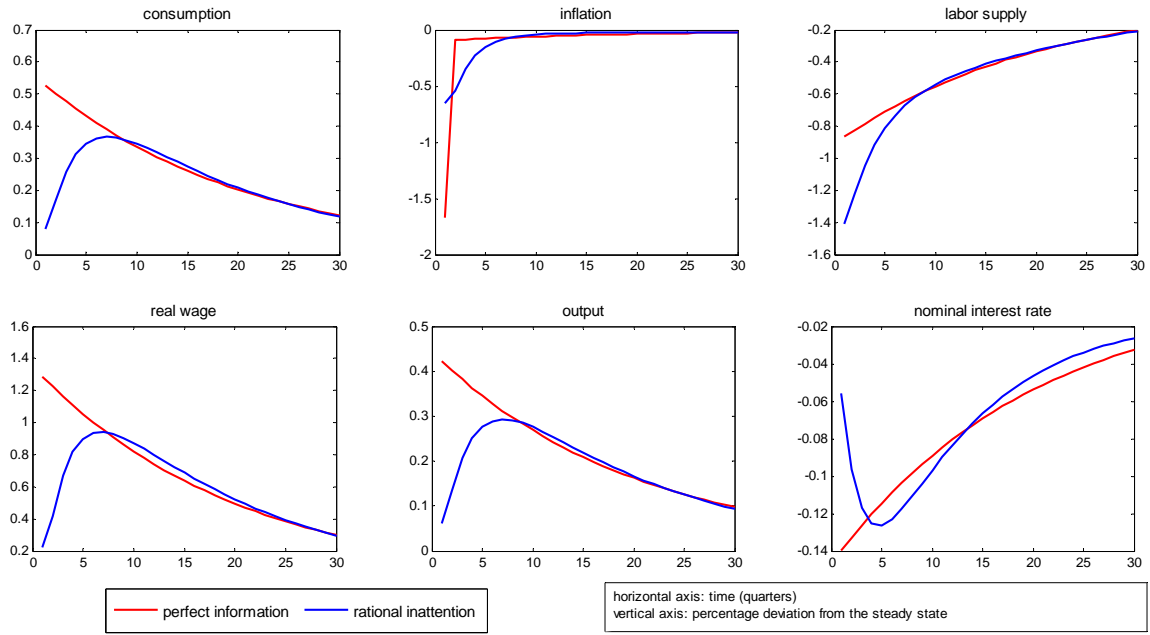 consumption
inflation
labor supply
0.7
0.6
0.5
0.4
0.3
0.2
0.1
0
0 5 10 15 20 25 30
0
-0.5
-1
-1.5
-2
0 5 10 15 20 25 30
-0.2
-0.4
-0.6
-0.8
-1
-1.2
-1.4
-1.6
0 5 10 15 20 25 30
real wage
output
nominal interest rate
1.6
1.4
1.2
1
0.8
0.6
0.4
0.2
0 5 10 15 20 25 30
0.5
0.4
0.3
0.2
0.1
0
0 5 10 15 20 25 30
-0.02
-0.04
-0.06
-0.08
-0.1
-0.12
-0.14
0 5 10 15 20 25 30
perfect information
rational inattention
horizontal axis: time (quarters)
vertical axis: percentage deviation from the steady state